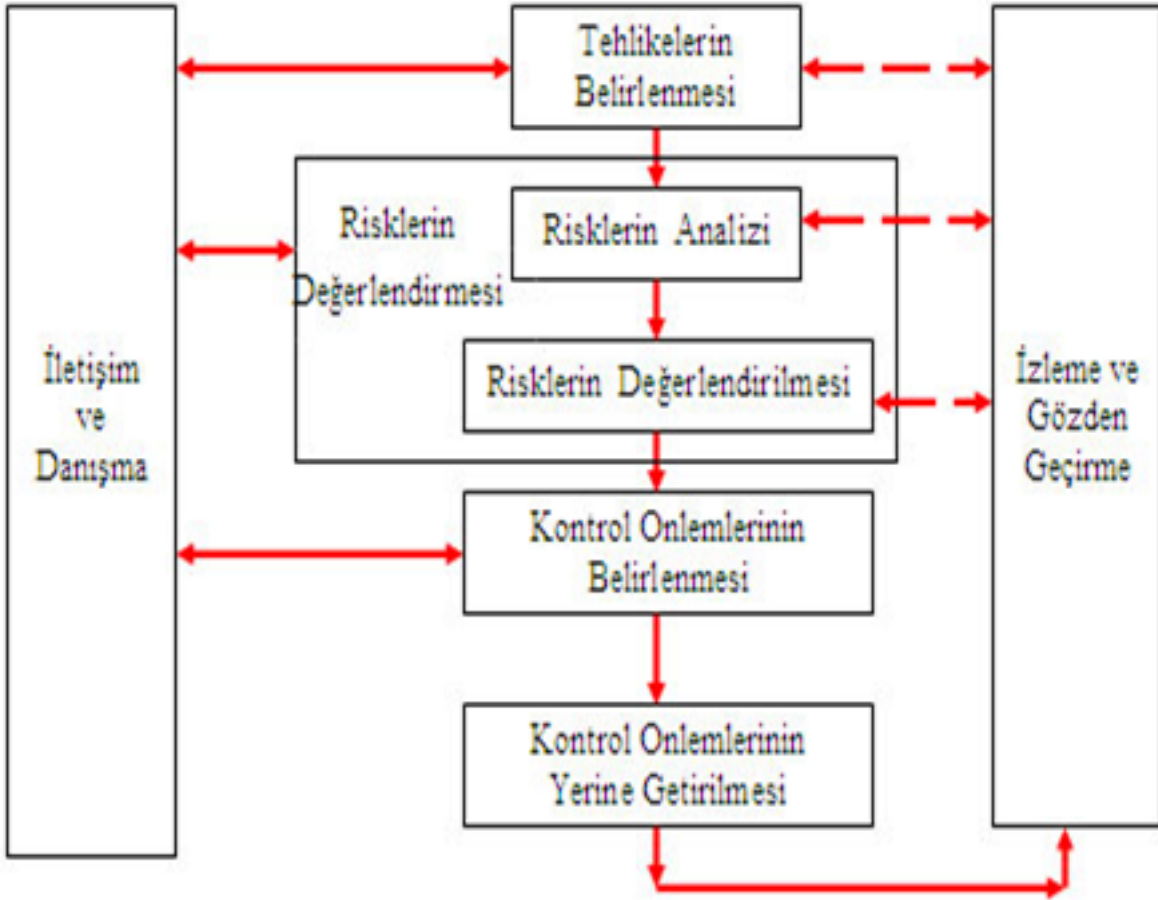 Tehlikelerin
Belirlenmesi
Risklerin
Değerlendirmesi
Risklerin Analizi
Risklerin Değerlendirilmesi
İletişim
ve
Danışma
İzleme ve
Gözden
Geçirme
Kontrol Onlemlerinin
Belirlenmesi
Kontrol Onlemlerinin
Yerine Getirilmesi